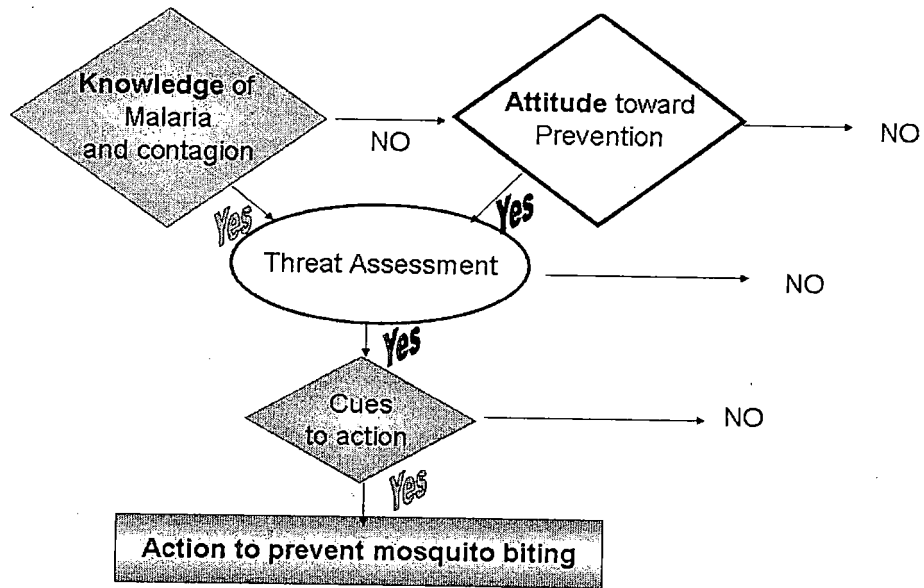 Knowledge of
Malaria
and contagion
NO
Attitude toward
Prevention
NO
Yes
Yes
Threat Assessment
NO
Yes
Cues
to action
NO
Yes
Action to prevent mosquito biting